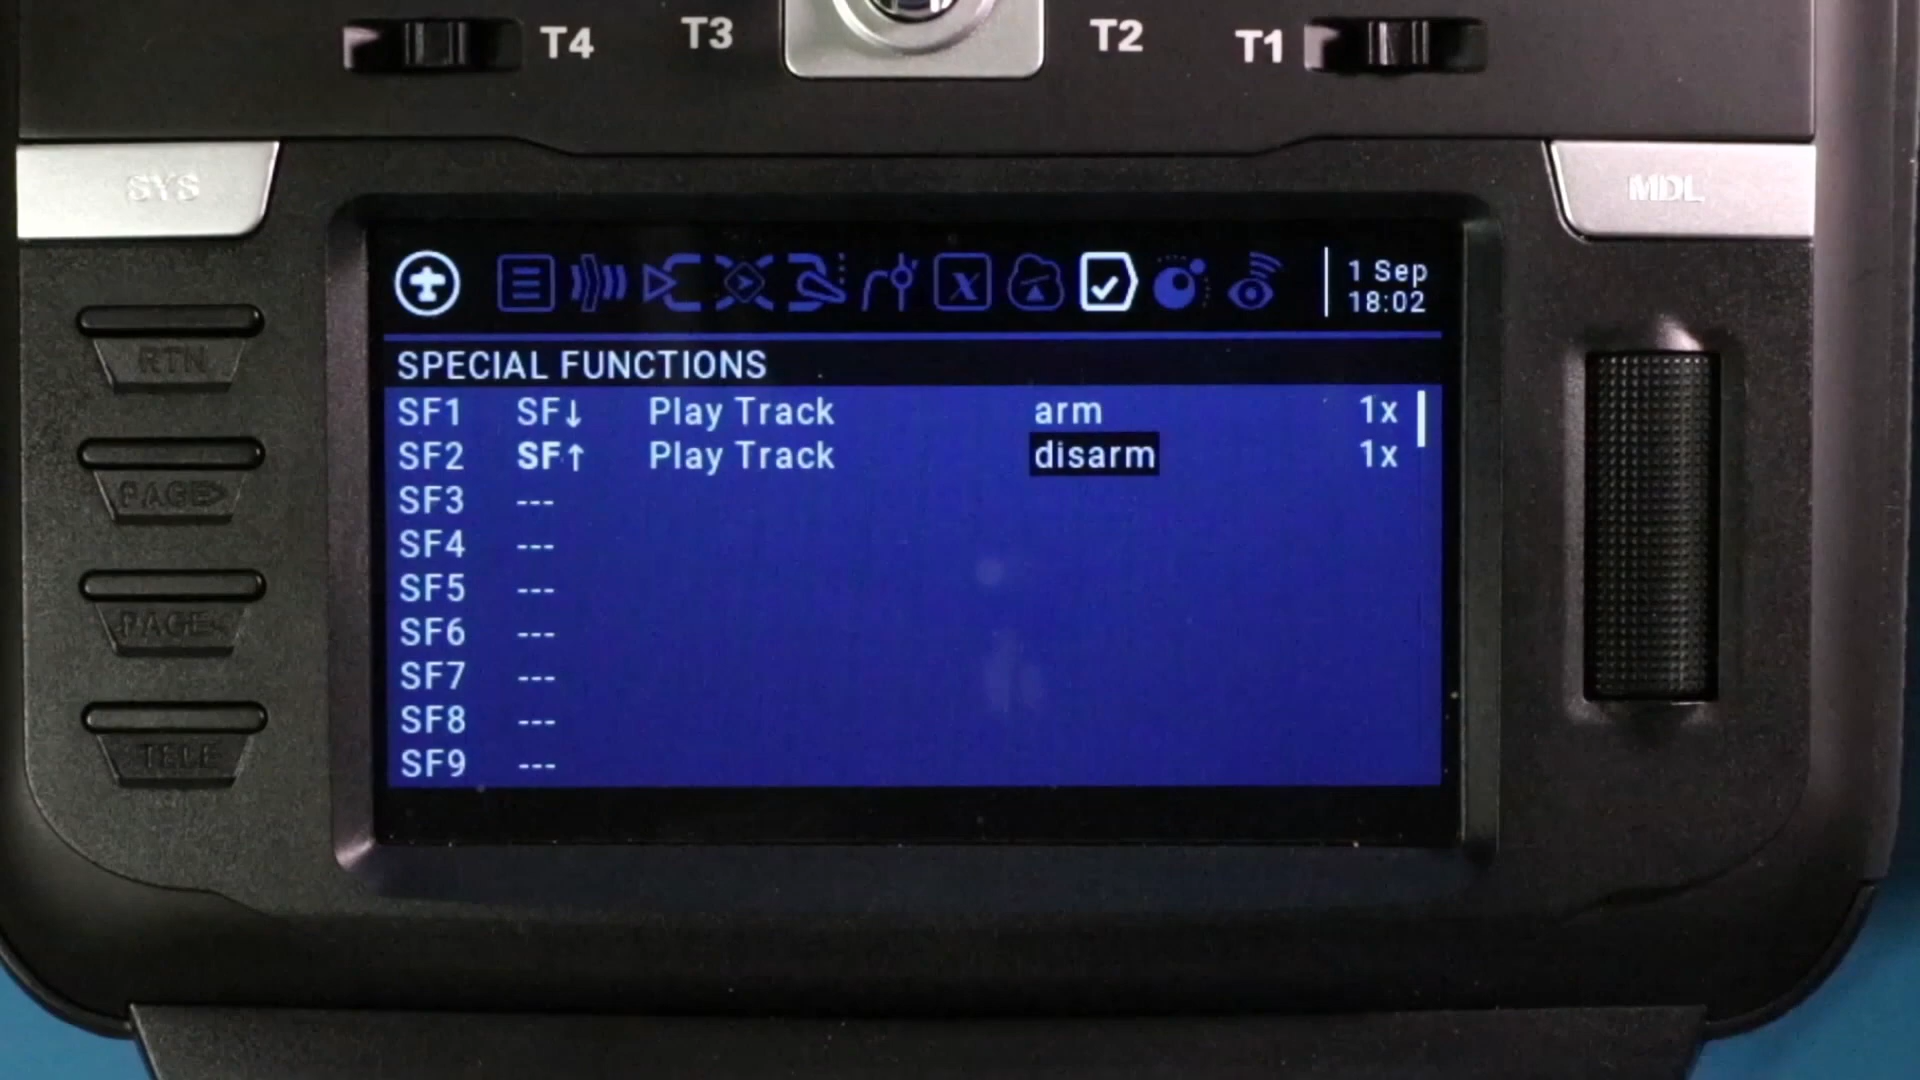 T4 T3 T2 T1
SYS MDL
1 Sep
18:02
RTN
PAGE>
PAGE<
TELE
SPECIAL FUNCTIONS
SF1 SF↓ Play Track arm 1x
SF2 SF↑ Play Track disarm 1x
SF3 ---
SF4 ---
SF5 ---
SF6 ---
SF7 ---
SF8 ---
SF9 ---